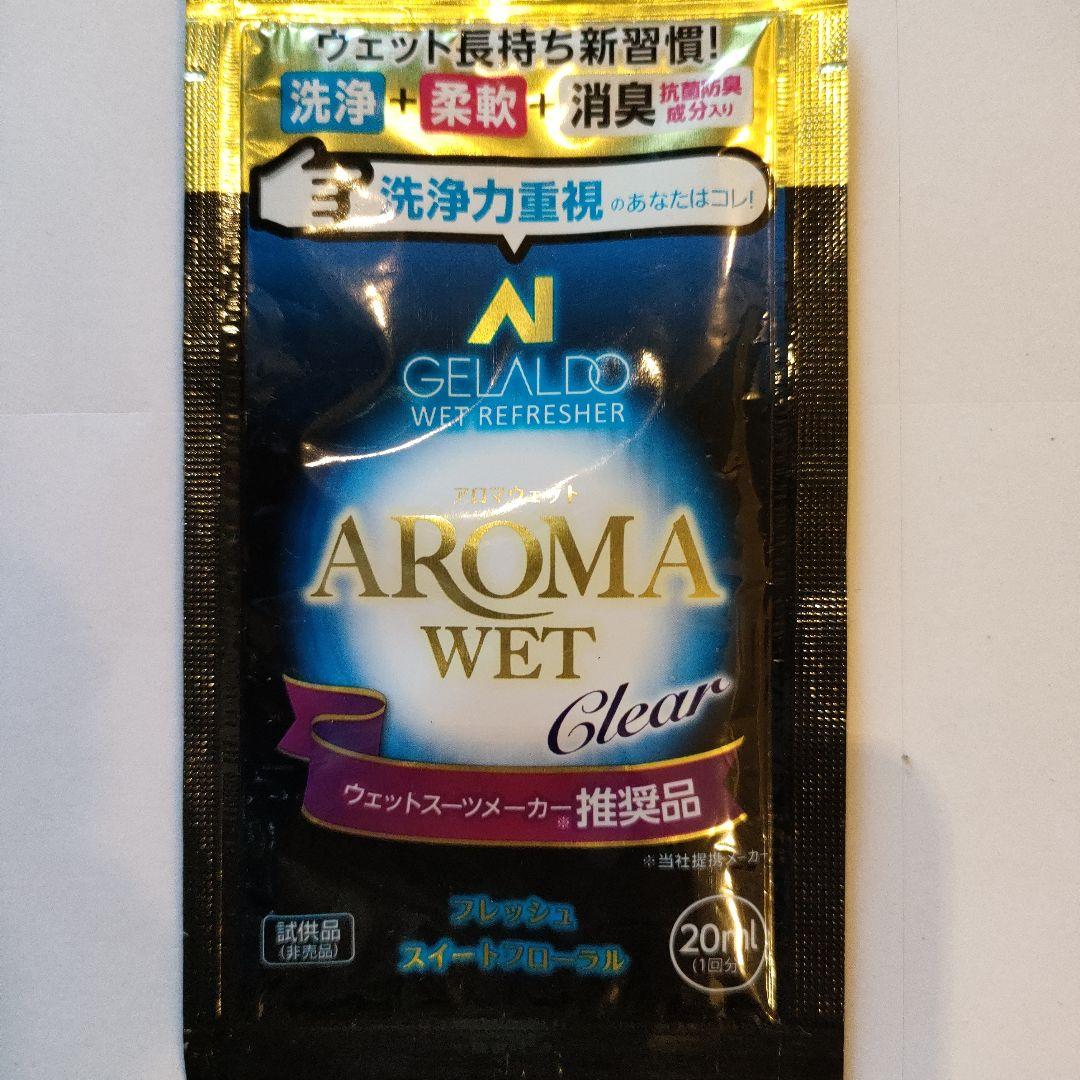 ウェット長持ち新習慣!
洗浄+柔軟+消臭 抗菌防臭
成分入り
洗浄力重視のあなたはコレ!
GELALDO
WET REFRESHER
アロマウェット
AROMA
WET
Clear
ウェットスーツメーカー※推奨品
※当社提携メーカー
フレッシュ
スイートフローラル
試供品
(非売品)
20ml
(1回分)